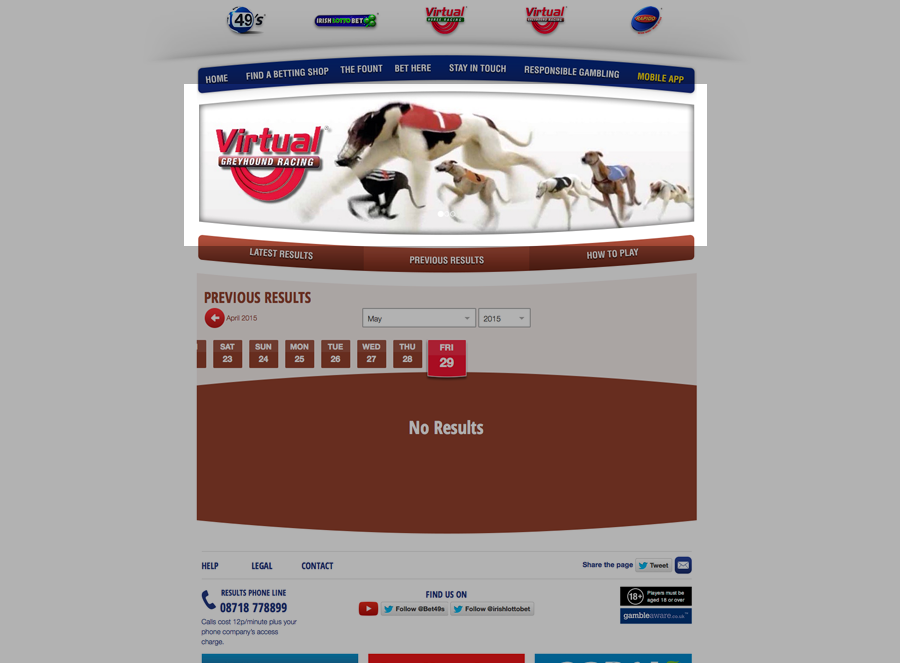 49's
IRISH LOTTO BET
Virtual
HORSE RACING
Virtual
GREYHOUND RACING
RAPIDO
HOME
FIND A BETTING SHOP
THE FOUNT
BET HERE
STAY IN TOUCH
RESPONSIBLE GAMBLING
MOBILE APP
Virtual
GREYHOUND RACING
1
LATEST RESULTS
PREVIOUS RESULTS
HOW TO PLAY
PREVIOUS RESULTS
April 2015
May
2015
SAT
23
SUN
24
MON
25
TUE
26
WED
27
THU
28
FRI
29
No Results
HELP
LEGAL
CONTACT
Share the page
Tweet
RESULTS PHONE LINE
08718 778899
Calls cost 12p/minute plus your
phone company's access
charge.
FIND US ON
Follow @Bet49s
Follow @irishlottobet
18+
Players must be
aged 18 or over
gambleaware.co.uk